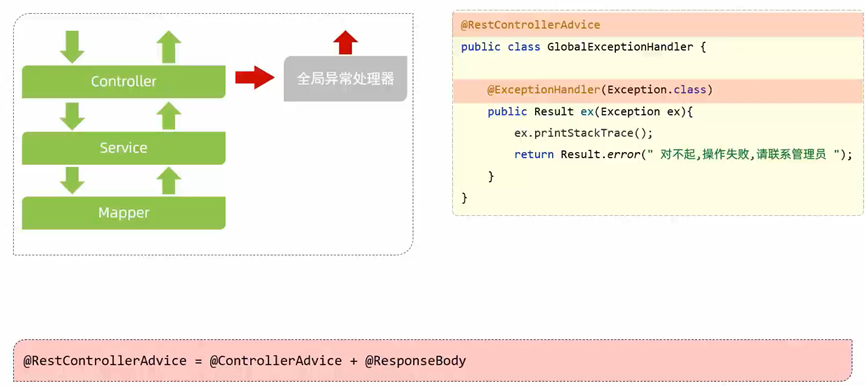 Controller
全局异常处理器
Service
Mapper
@RestControllerAdvice
public class GlobalExceptionHandler {
@ExceptionHandler(Exception.class)
public Result ex(Exception ex){
ex.printStackTrace();
return Result.error(" 对不起,操作失败,请联系管理员 ");
}
}
@RestControllerAdvice = @ControllerAdvice + @ResponseBody